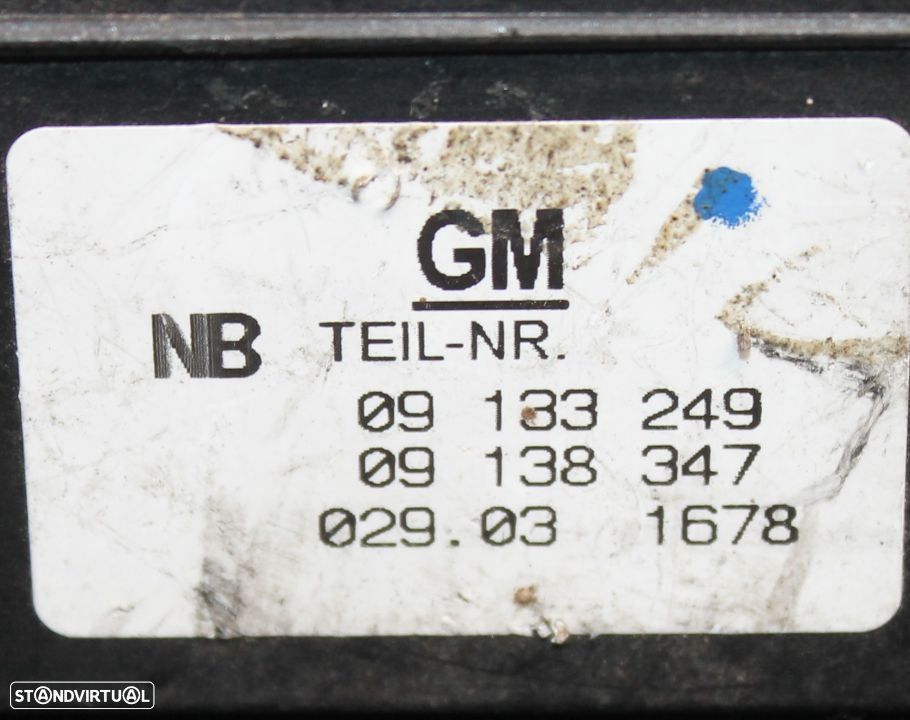 GM
NB TEIL-NR.
09 133 249
09 138 347
029.03 1678
STANDVIRTUAL